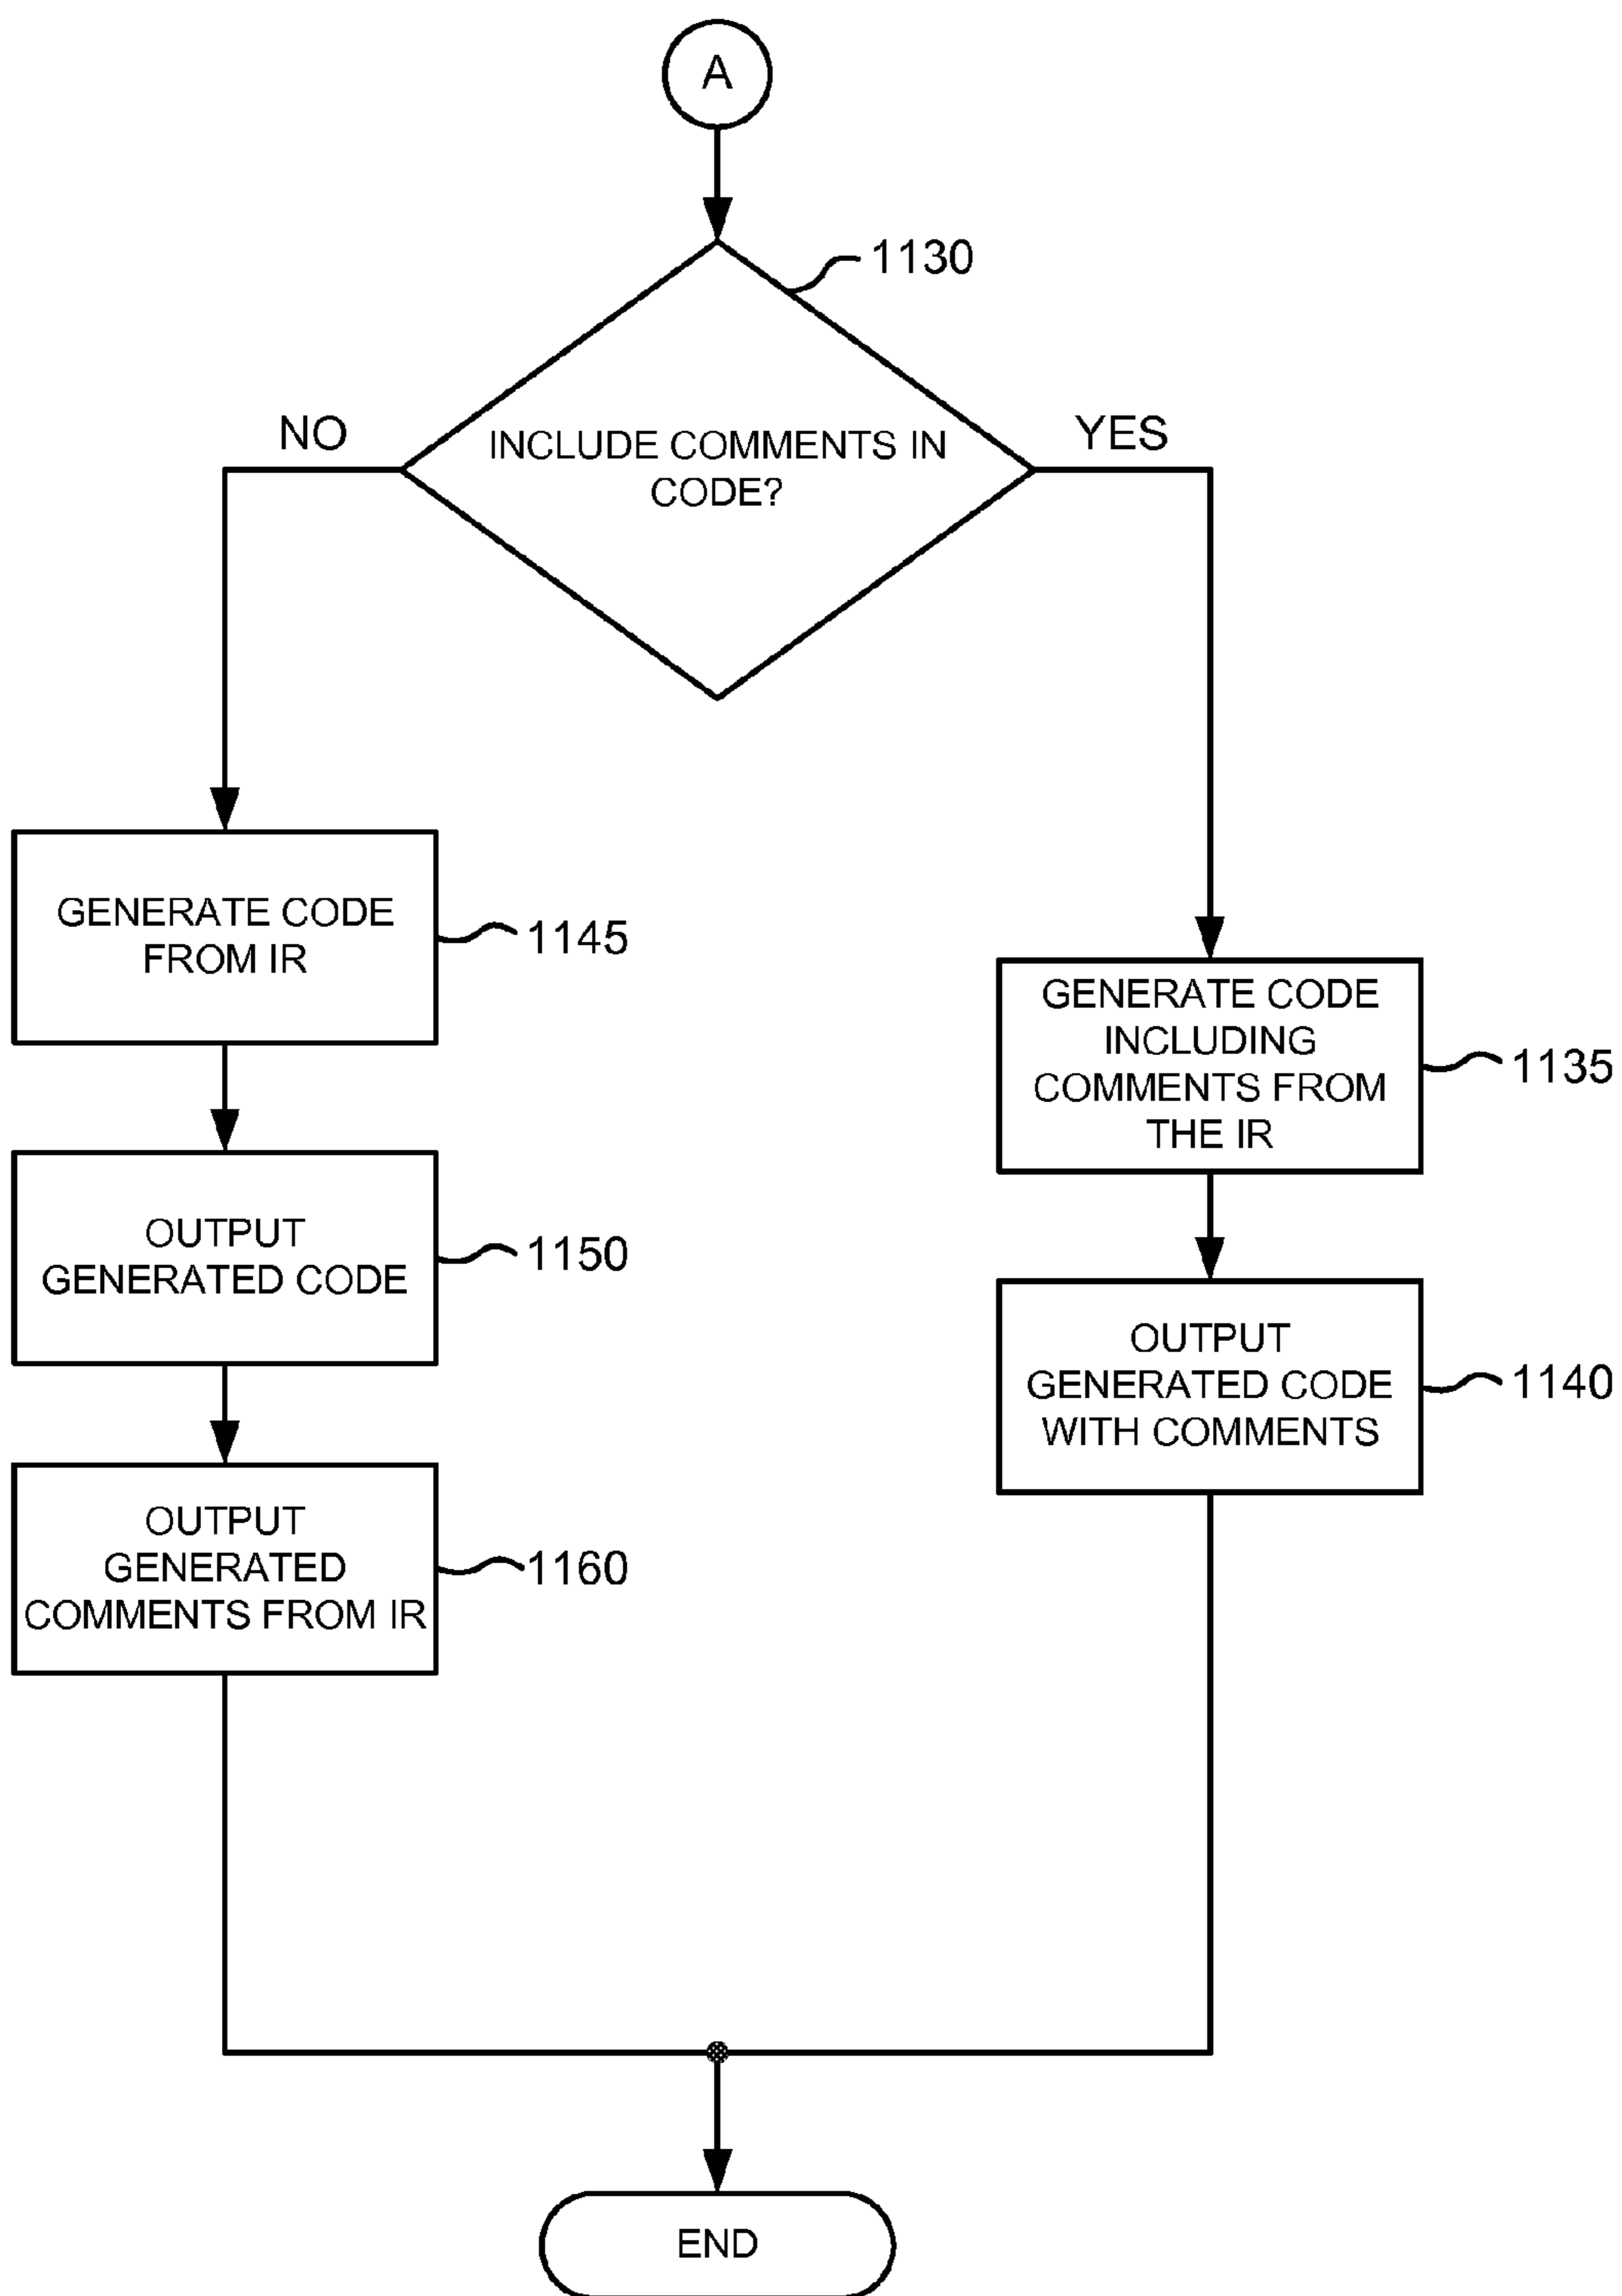 A
1130
NO
INCLUDE COMMENTS IN
CODE?
YES
GENERATE CODE
FROM IR
1145
GENERATE CODE
INCLUDING
COMMENTS FROM
THE IR
1135
OUTPUT
GENERATED CODE
1150
OUTPUT
GENERATED CODE
WITH COMMENTS
1140
OUTPUT
GENERATED
COMMENTS FROM IR
1160
END